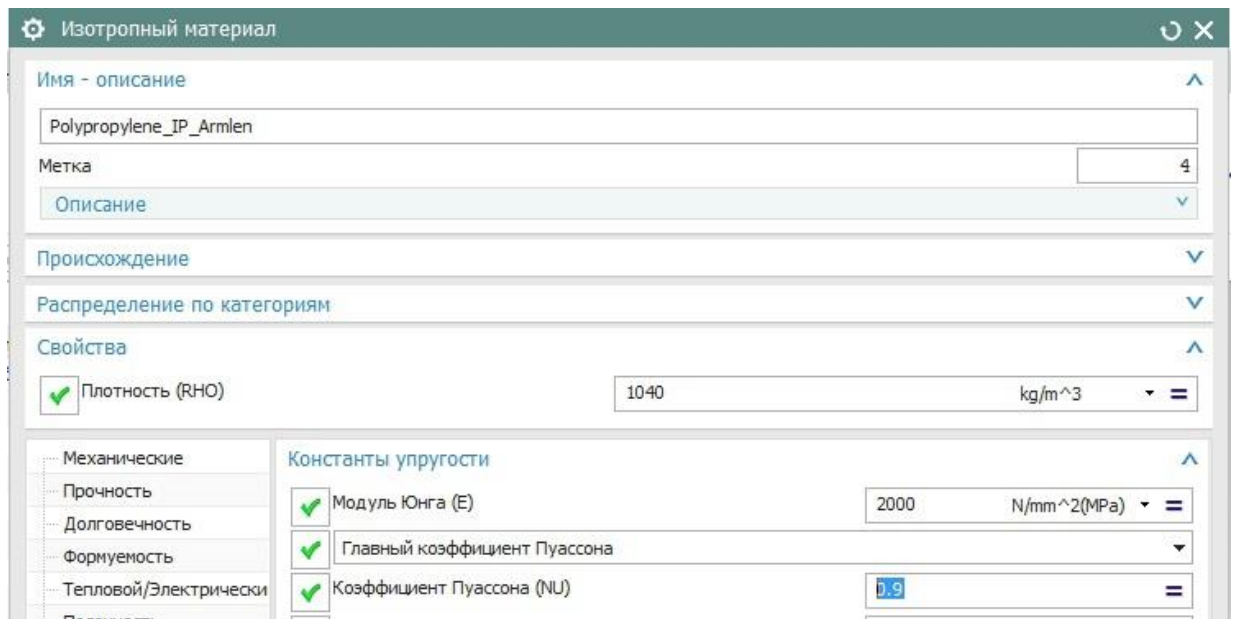 Изотропный материал
Имя - описание
Polypropylene_IP_Armlen
Метка 4
Описание
Происхождение
Распределение по категориям
Свойства
Плотность (RHO) 1040 kg/m^3
Механические
Прочность
Долговечность
Формуемость
Тепловой/Электрически
Константы упругости
Модуль Юнга (E) 2000 N/mm^2(MPa)
Главный коэффициент Пуассона
Коэффициент Пуассона (NU) 0.9